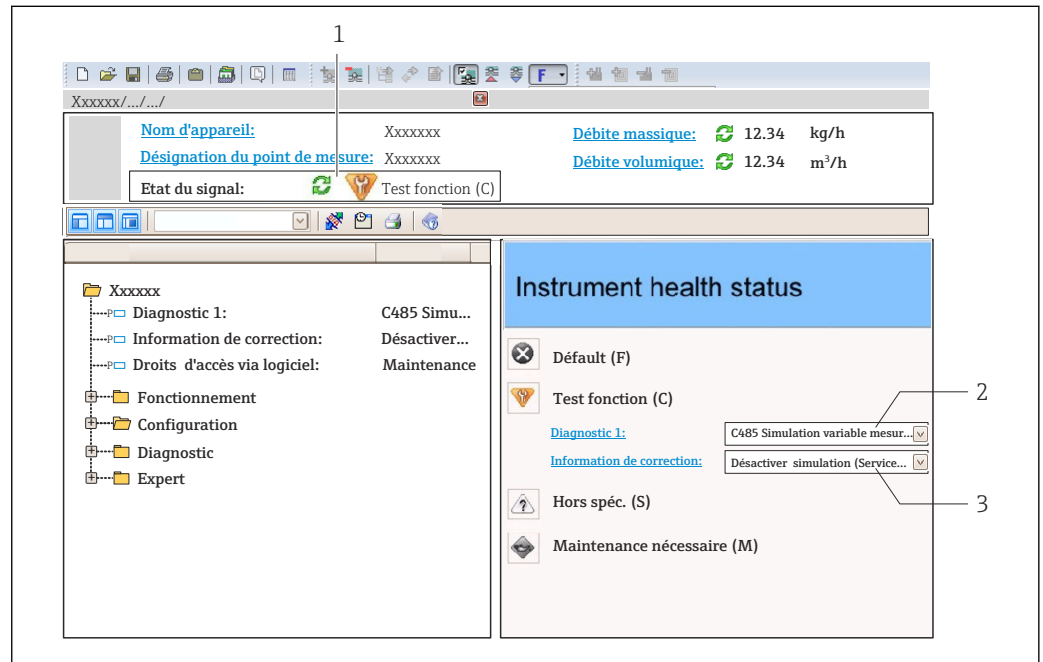 1
F
Xxxxxx/.../.../
Nom d'appareil: Xxxxxxx Débite massique: 12.34 kg/h
Désignation du point de mesure: Xxxxxxx Débite volumique: 12.34 m³/h
Etat du signal: Test fonction (C)
Instrument health status
Xxxxxx
P Diagnostic 1: C485 Simu...
P Information de correction: Désactiver...
P Droits d'accès via logiciel: Maintenance
Fonctionnement
Configuration
Diagnostic
Expert
Défault (F)
Test fonction (C)
2
Diagnostic 1: C485 Simulation variable mesur...
Information de correction: Désactiver simulation (Service...
3
Hors spéc. (S)
Maintenance nécessaire (M)